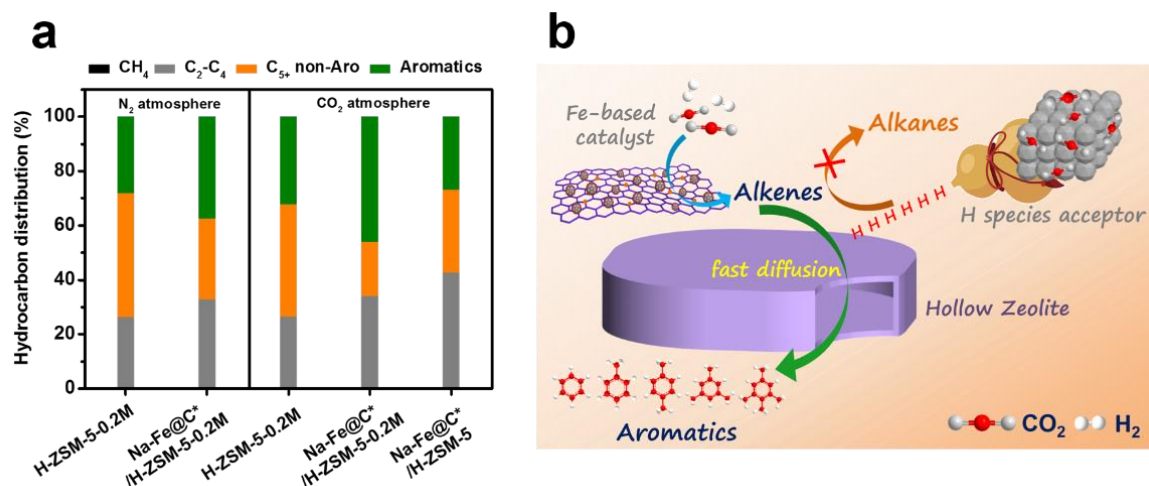 a
CH₄ C₂-C₄ C₅₊ non-Aro Aromatics
N₂ atmosphere CO₂ atmosphere
Hydrocarbon distribution (%)
100
80
60
40
20
0
H-ZSM-5-0.2M
Na-Fe@C*
/H-ZSM-5-0.2M
H-ZSM-5-0.2M
Na-Fe@C*
/H-ZSM-5-0.2M
Na-Fe@C*
/H-ZSM-5
b
Fe-based
catalyst
Alkanes
Alkenes
H H H H H H
H species acceptor
fast diffusion
Hollow Zeolite
Aromatics
CO₂ H₂